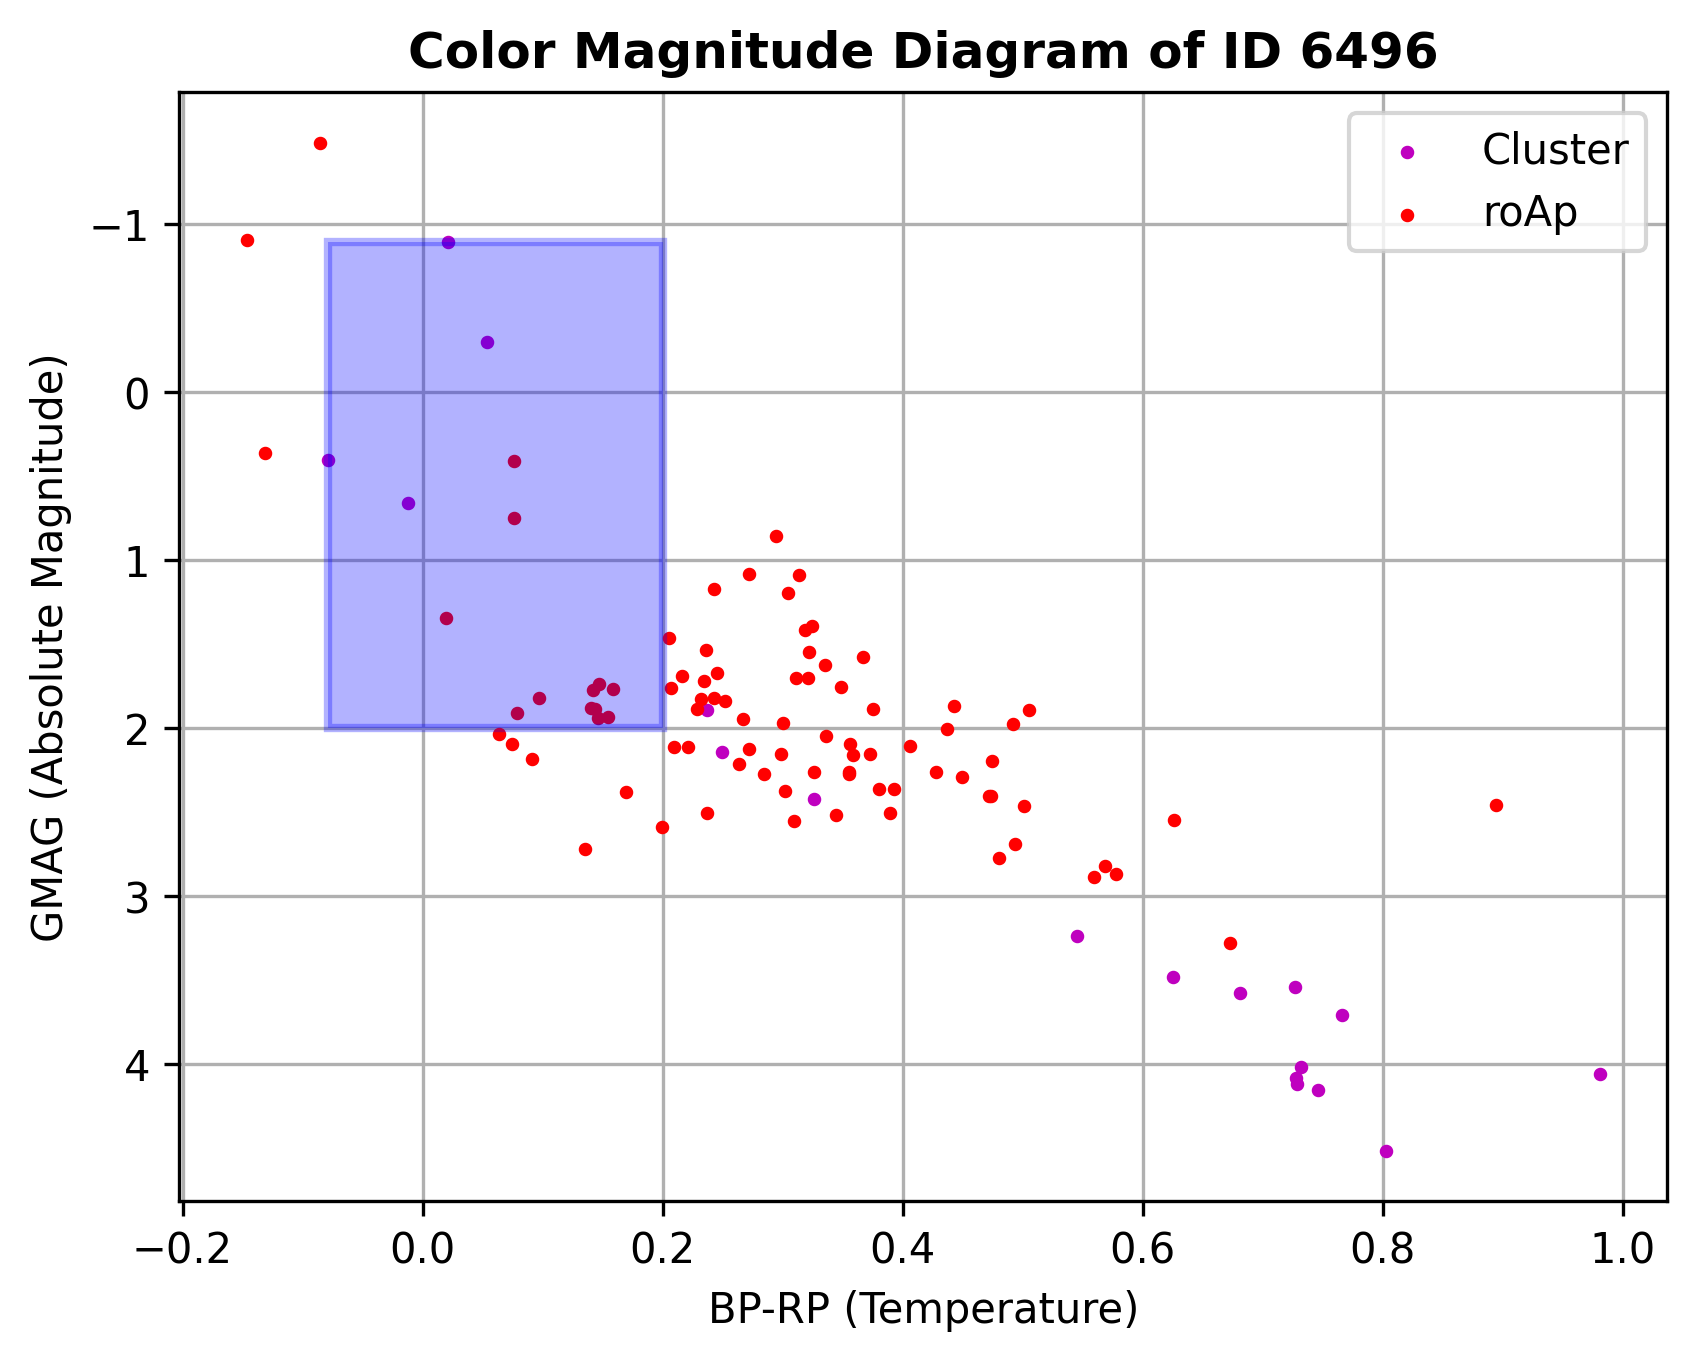 Color Magnitude Diagram of ID 6496
Cluster
roAp
GMAG (Absolute Magnitude)
−1
0
1
2
3
4
−0.2 0.0 0.2 0.4 0.6 0.8 1.0
BP-RP (Temperature)